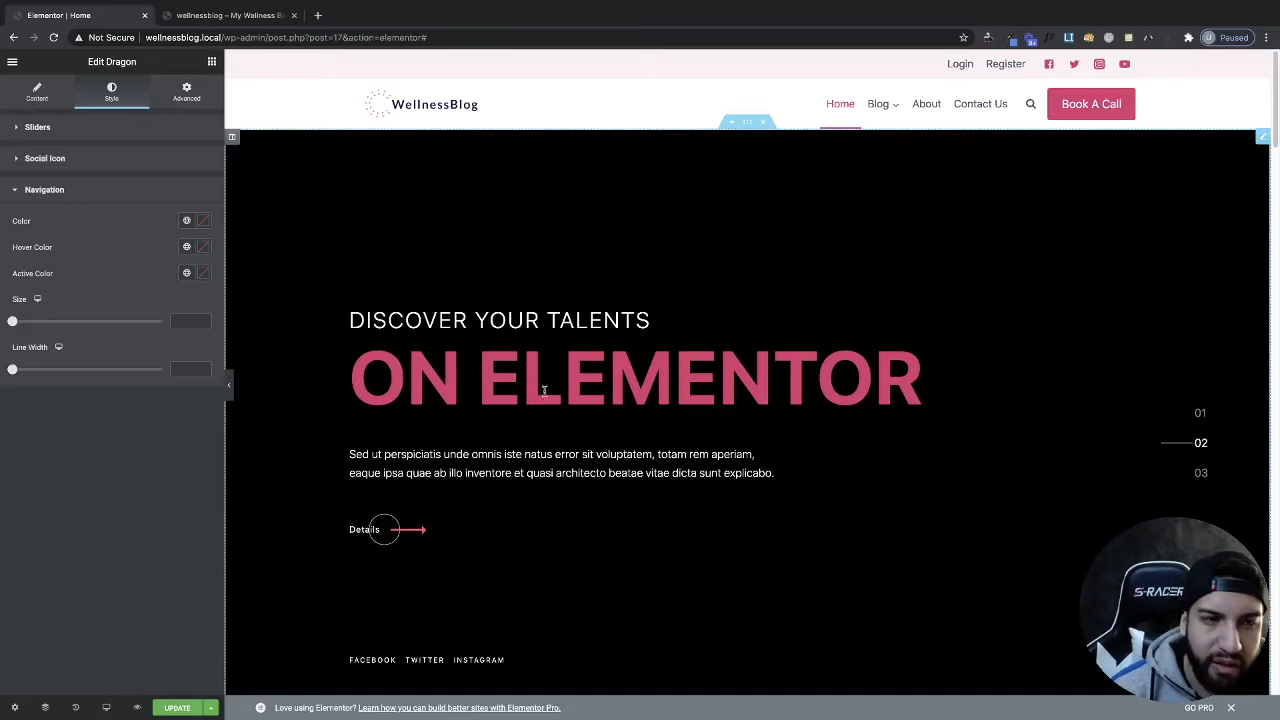 Elementor | Home
wellnessblog – My Wellness B
Not Secure
wellnessblog.local/wp-admin/post.php?post=17&action=elementor#
Paused
Edit Dragon
Content
Style
Advanced
Sliders
Social Icon
Navigation
Color
Hover Color
Active Color
Size
Line Width
UPDATE
Login
Register
WellnessBlog
Home
Blog
About
Contact Us
Book A Call
DISCOVER YOUR TALENTS
ON ELEMENTOR
Sed ut perspiciatis unde omnis iste natus error sit voluptatem, totam rem aperiam,
eaque ipsa quae ab illo inventore et quasi architecto beatae vitae dicta sunt explicabo.
Details
01
02
03
FACEBOOK TWITTER INSTAGRAM
S-RACER
Love using Elementor? Learn how you can build better sites with Elementor Pro.
GO PRO